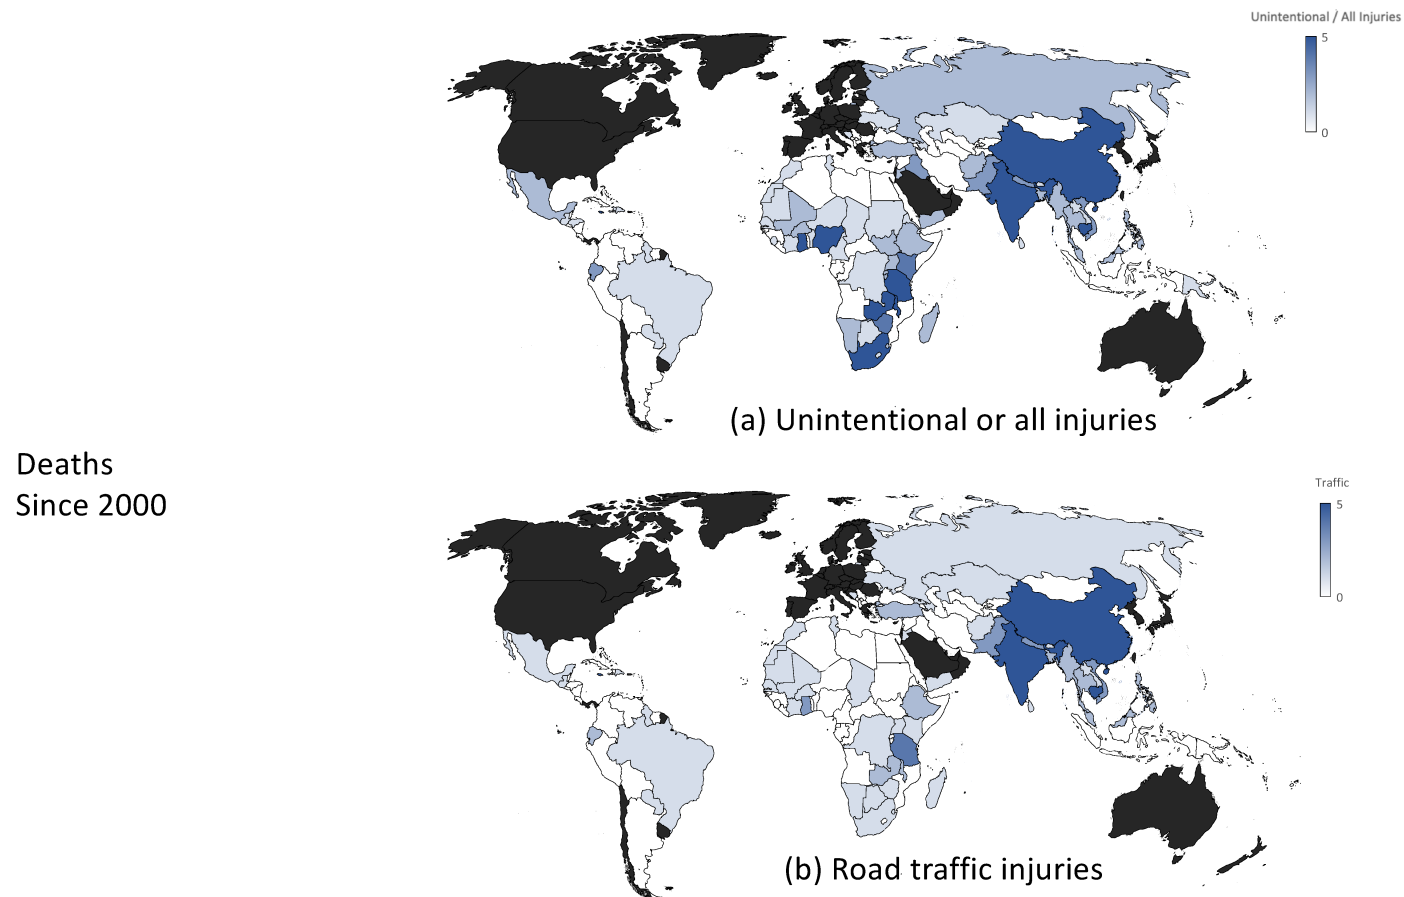 Unintentional / All Injuries
5
0
(a) Unintentional or all injuries
Deaths
Since 2000
Traffic
5
0
(b) Road traffic injuries